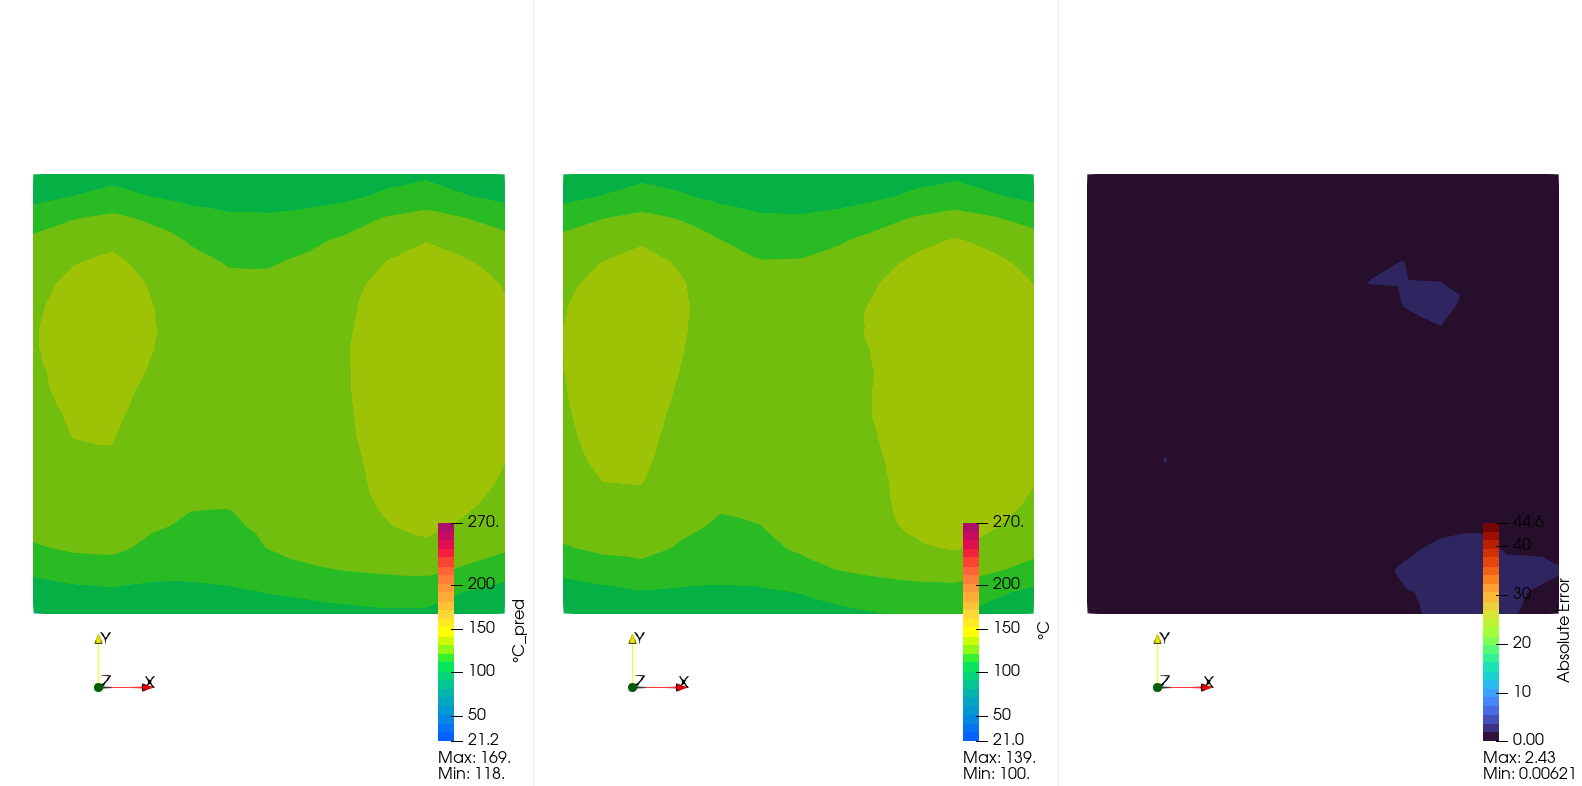 270.
200
150
100
50
21.2
°C_pred
Max: 169.
Min: 118.
Y
Z
X
270.
200
150
100
50
21.0
°C
Max: 139.
Min: 100.
Y
Z
X
44.6
40
30
20
10
0.00
Absolute Error
Max: 2.43
Min: 0.00621
Y
Z
X